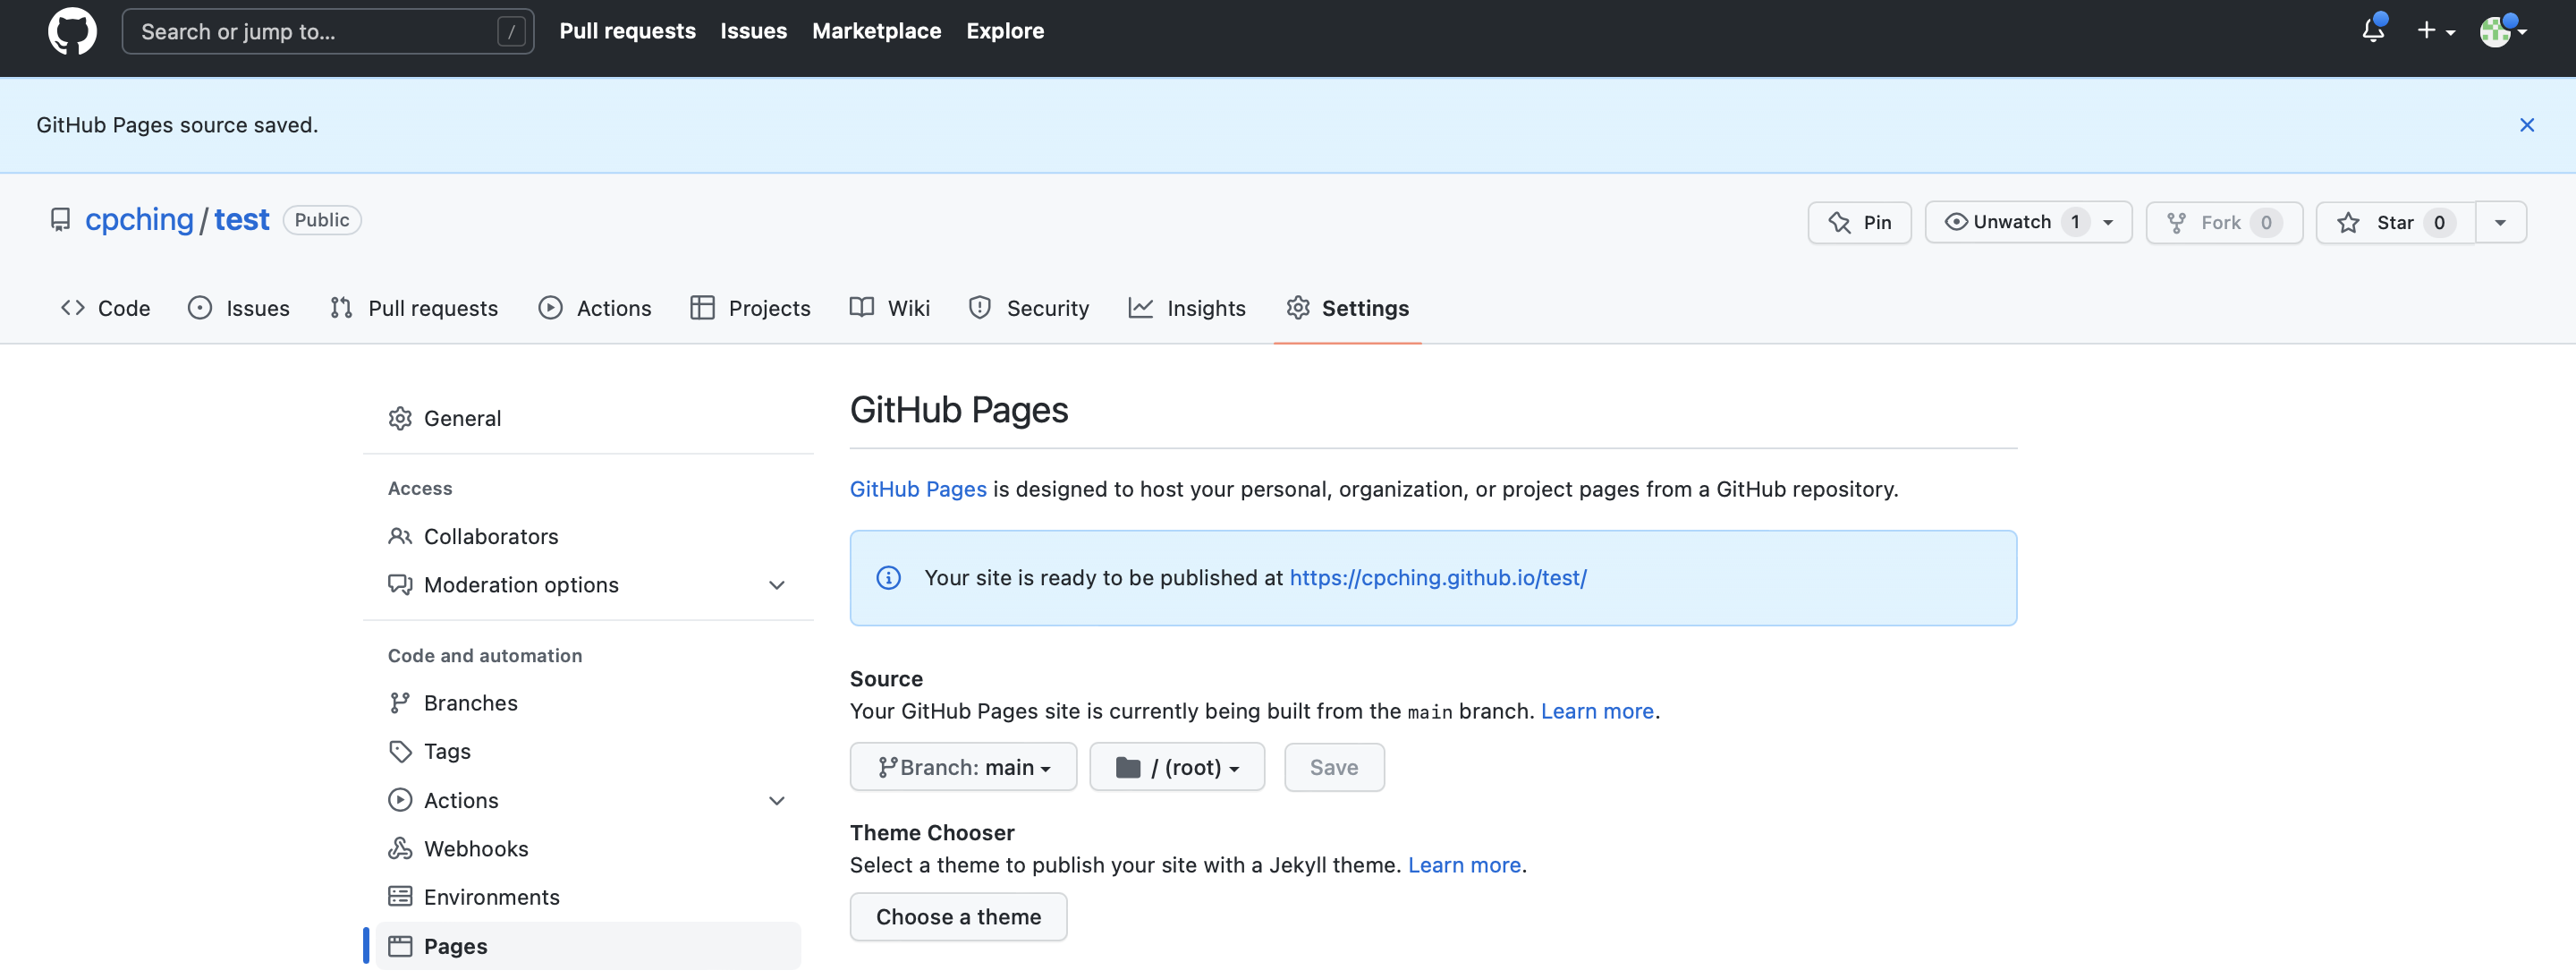 Search or jump to... / Pull requests Issues Marketplace Explore
GitHub Pages source saved.
cpching / test Public Pin Unwatch 1 Fork 0 Star 0
Code Issues Pull requests Actions Projects Wiki Security Insights Settings
General
Access
Collaborators
Moderation options
Code and automation
Branches
Tags
Actions
Webhooks
Environments
Pages
GitHub Pages
GitHub Pages is designed to host your personal, organization, or project pages from a GitHub repository.
Your site is ready to be published at https://cpching.github.io/test/
Source
Your GitHub Pages site is currently being built from the main branch. Learn more.
Branch: main / (root) Save
Theme Chooser
Select a theme to publish your site with a Jekyll theme. Learn more.
Choose a theme